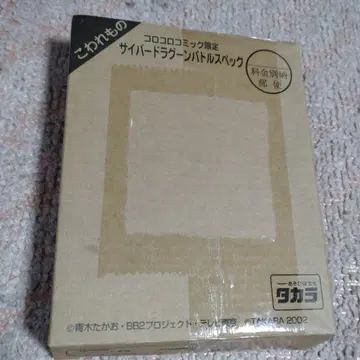 こわれもの
コロコロコミック限定
サイバードラグーンバトルスペック
料金別納
郵便
タカラ
©青木たかお・BB2プロジェクト・テレビ東京 ©TAKARA 2002